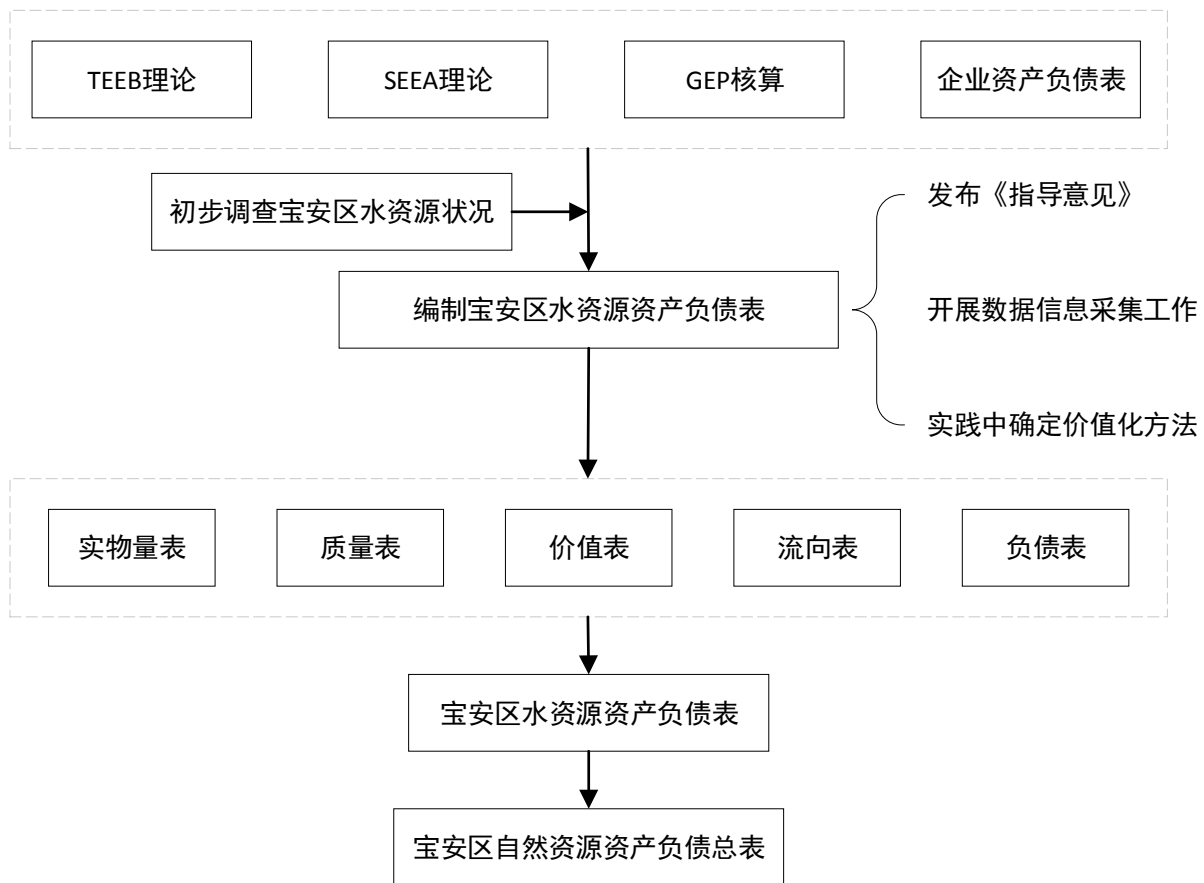 TEEB理论
SEEA理论
GEP核算
企业资产负债表
初步调查宝安区水资源状况
发布《指导意见》
编制宝安区水资源资产负债表
开展数据信息采集工作
实践中确定价值化方法
实物量表
质量表
价值表
流向表
负债表
宝安区水资源资产负债表
宝安区自然资源资产负债总表